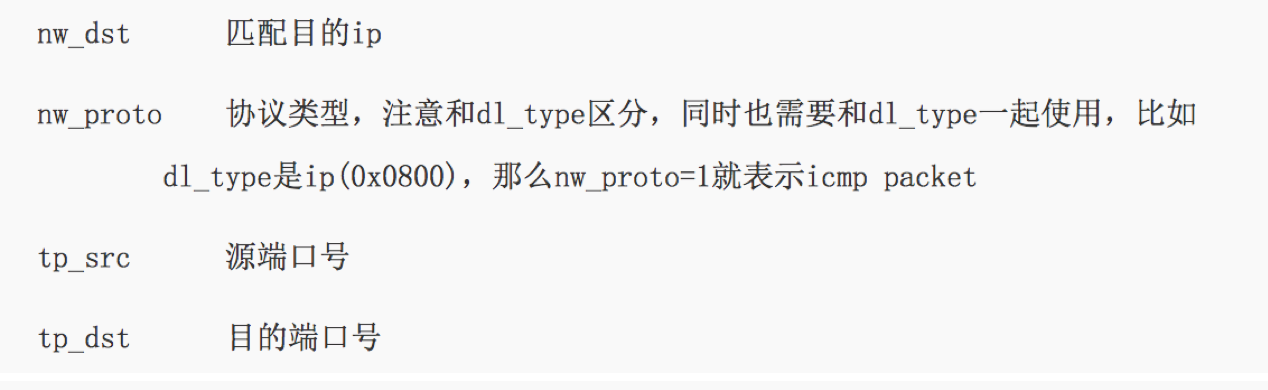 nw_dst 匹配目的ip
nw_proto 协议类型，注意和dl_type区分，同时也需要和dl_type一起使用，比如
dl_type是ip(0x0800)，那么nw_proto=1就表示icmp packet
tp_src 源端口号
tp_dst 目的端口号